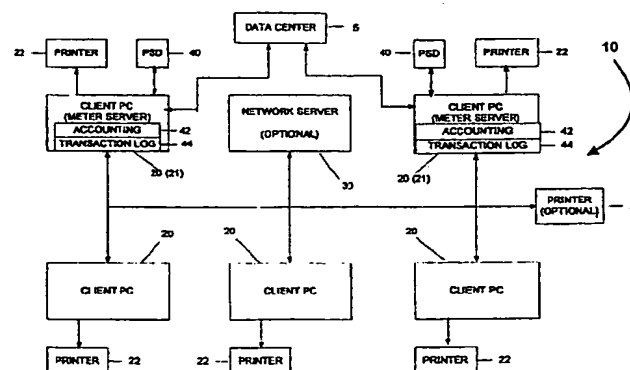 DATA CENTER 5
22 PRINTER
PSD 40
40 PSD
PRINTER 22
10
CLIENT PC
(METER SERVER)
ACCOUNTING 42
TRANSACTION LOG 44
20 (21)
NETWORK SERVER
(OPTIONAL)
30
CLIENT PC
(METER SERVER)
ACCOUNTING 42
TRANSACTION LOG 44
20 (21)
PRINTER
(OPTIONAL)
20
20
20
CLIENT PC
CLIENT PC
CLIENT PC
PRINTER 22
22 PRINTER
PRINTER 22